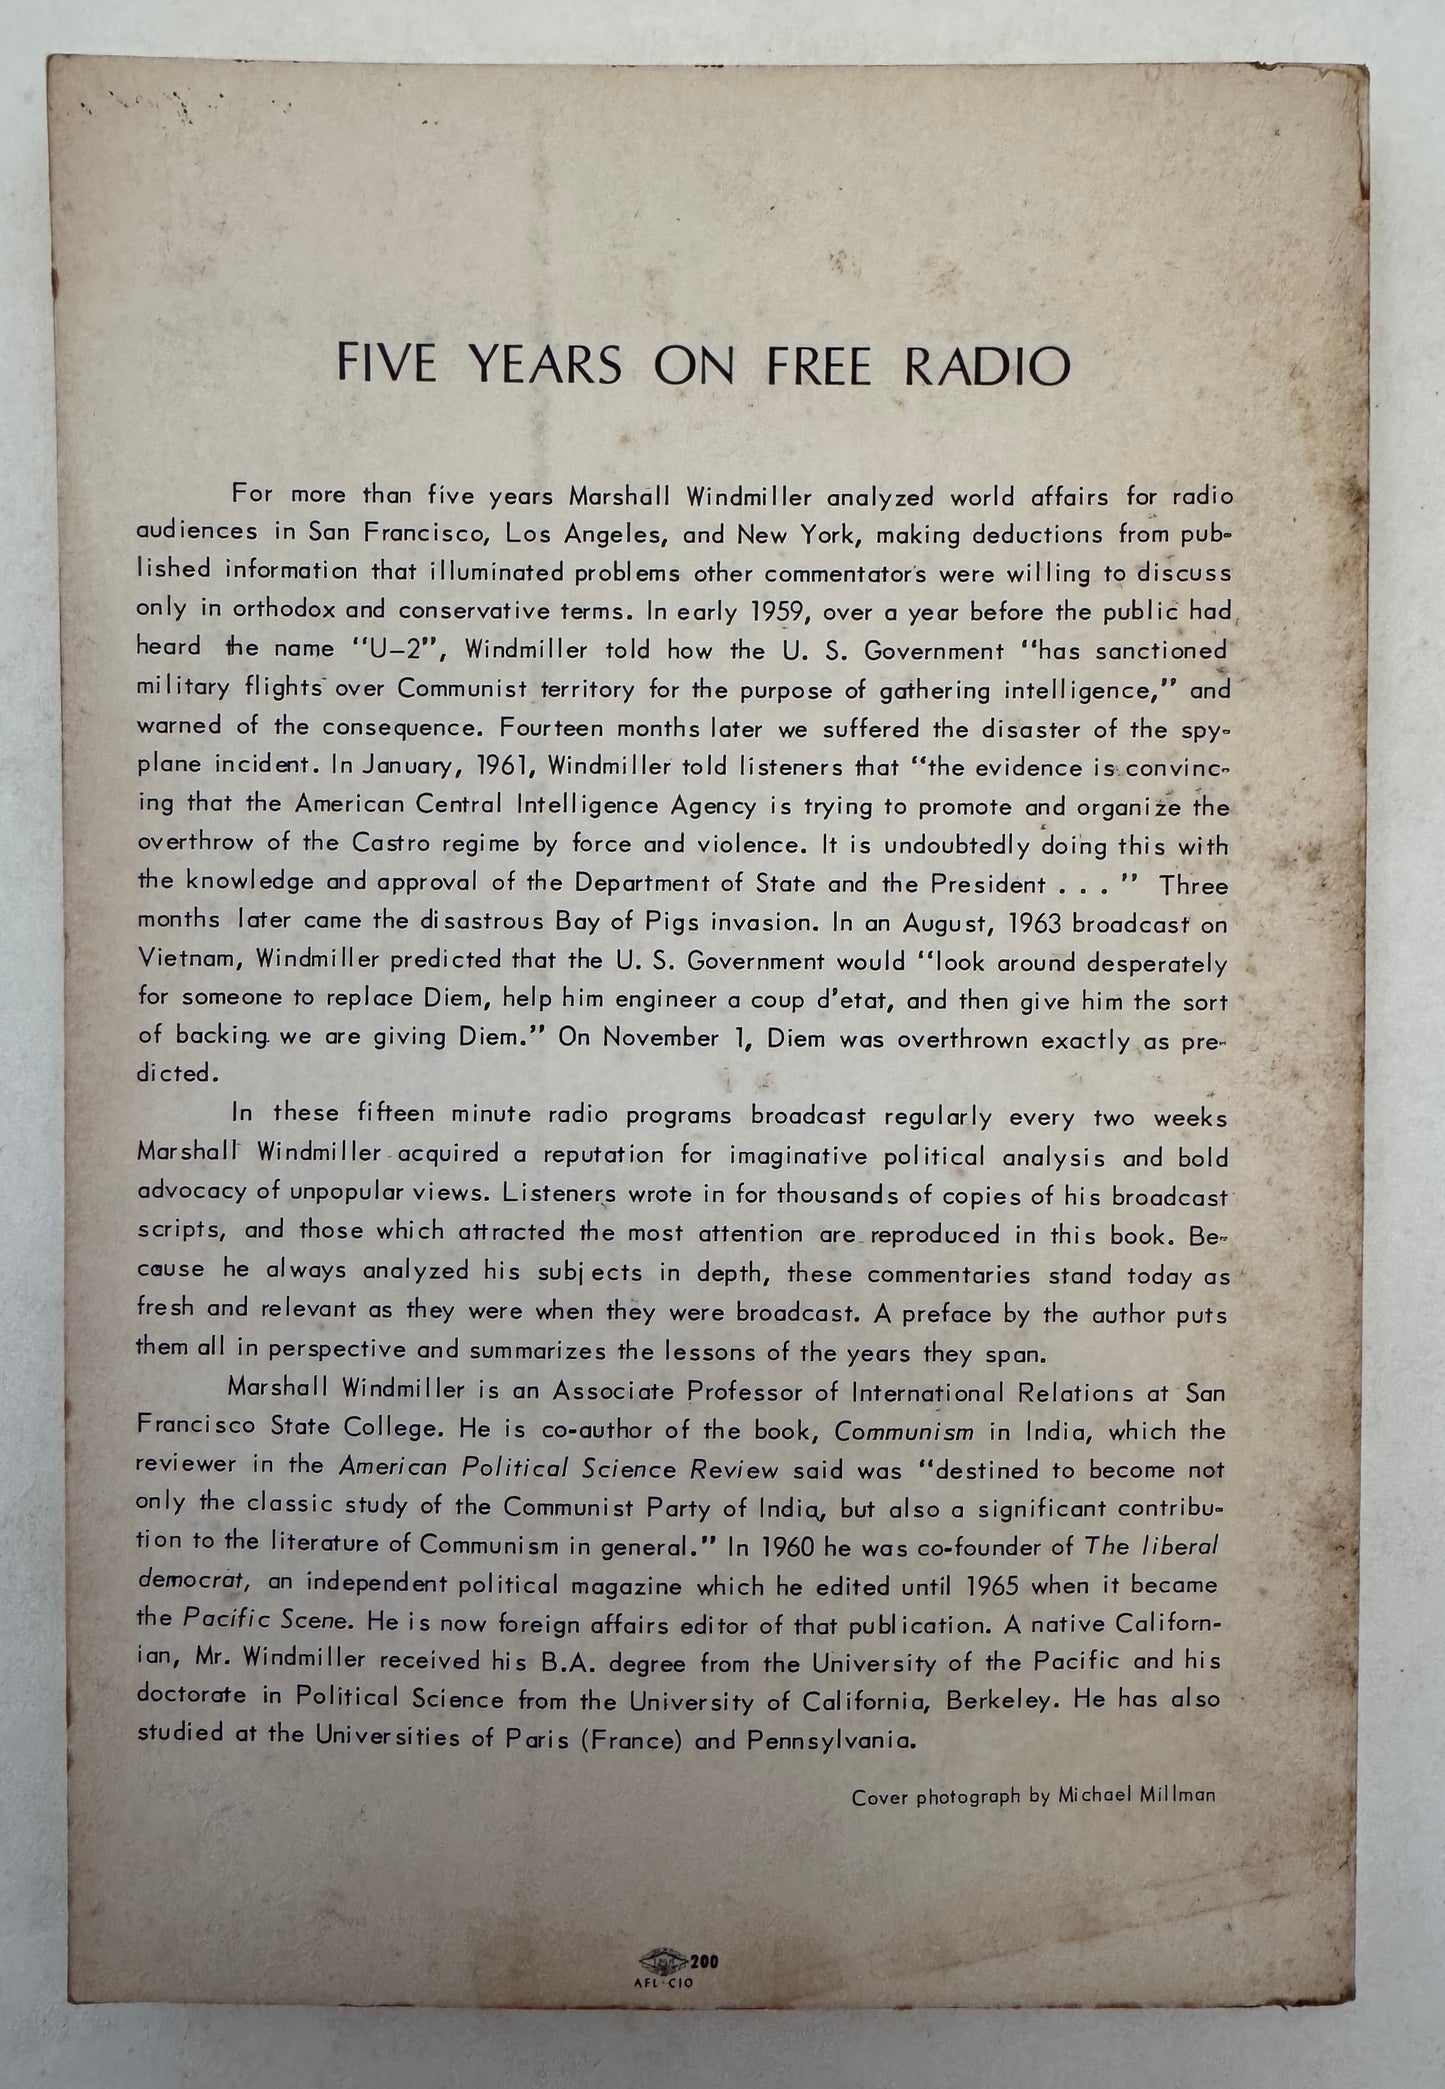 FIVE YEARS ON FREE RADIO
For more than five years Marshall Windmiller analyzed world affairs for radio
audiences in San Francisco, Los Angeles, and New York, making deductions from pub-
lished information that illuminated problems other commentators were willing to discuss
only in orthodox and conservative terms. In early 1959, over a year before the public had
heard the name "U–2", Windmiller told how the U. S. Government "has sanctioned
military flights over Communist territory for the purpose of gathering intelligence," and
warned of the consequence. Fourteen months later we suffered the disaster of the spy-
plane incident. In January, 1961, Windmiller told listeners that "the evidence is convinc-
ing that the American Central Intelligence Agency is trying to promote and organize the
overthrow of the Castro regime by force and violence. It is undoubtedly doing this with
the knowledge and approval of the Department of State and the President . . . " Three
months later came the disastrous Bay of Pigs invasion. In an August, 1963 broadcast on
Vietnam, Windmiller predicted that the U. S. Government would "look around desperately
for someone to replace Diem, help him engineer a coup d'etat, and then give him the sort
of backing we are giving Diem." On November 1, Diem was overthrown exactly as pre-
dicted.
In these fifteen minute radio programs broadcast regularly every two weeks
Marshall Windmiller acquired a reputation for imaginative political analysis and bold
advocacy of unpopular views. Listeners wrote in for thousands of copies of his broadcast
scripts, and those which attracted the most attention are reproduced in this book. Be-
cause he always analyzed his subjects in depth, these commentaries stand today as
fresh and relevant as they were when they were broadcast. A preface by the author puts
them all in perspective and summarizes the lessons of the years they span.
Marshall Windmiller is an Associate Professor of International Relations at San
Francisco State College. He is co-author of the book, Communism in India, which the
reviewer in the American Political Science Review said was "destined to become not
only the classic study of the Communist Party of India, but also a significant contribu-
tion to the literature of Communism in general." In 1960 he was co-founder of The liberal
democrat, an independent political magazine which he edited until 1965 when it became
the Pacific Scene. He is now foreign affairs editor of that publication. A native Californ-
ian, Mr. Windmiller received his B.A. degree from the University of the Pacific and his
doctorate in Political Science from the University of California, Berkeley. He has also
studied at the Universities of Paris (France) and Pennsylvania.
Cover photograph by Michael Millman
200
AFL·CIO